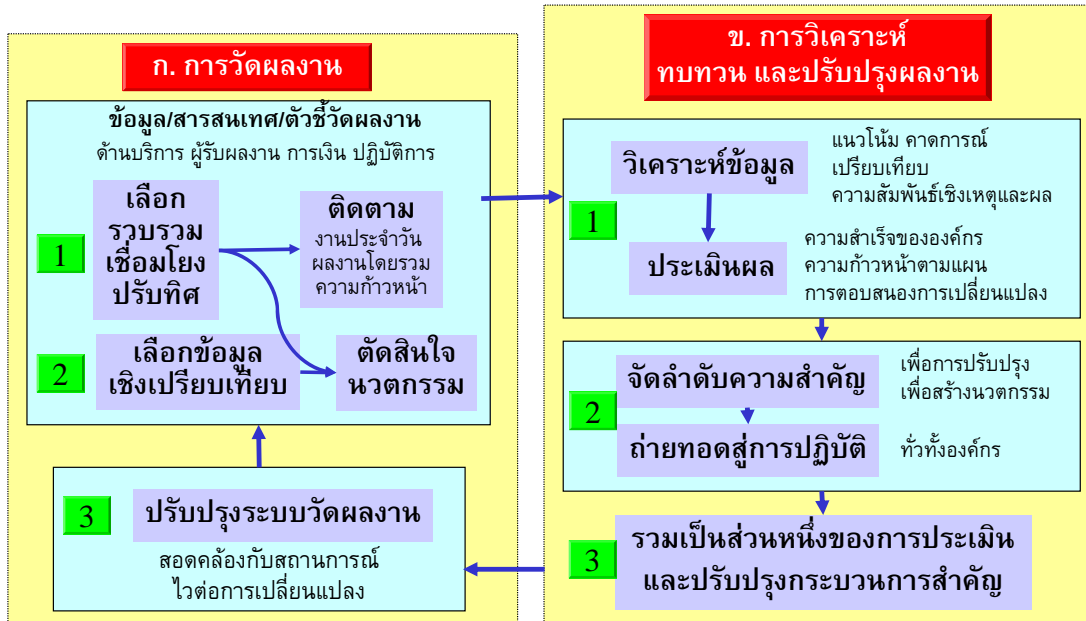 ก. การวัดผลงาน
ข้อมูล/สารสนเทศ/ตัวชี้วัดผลงาน
ด้านบริการ ผู้รับผลงาน การเงิน ปฏิบัติการ
1
เลือก
รวบรวม
เชื่อมโยง
ปรับทิศ
ติดตาม
งานประจำวัน
ผลงานโดยรวม
ความก้าวหน้า
2
เลือกข้อมูล
เชิงเปรียบเทียบ
ตัดสินใจ
นวตกรรม
3
ปรับปรุงระบบวัดผลงาน
สอดคล้องกับสถานการณ์
ไวต่อการเปลี่ยนแปลง
ข. การวิเคราะห์
ทบทวน และปรับปรุงผลงาน
1
วิเคราะห์ข้อมูล
แนวโน้ม คาดการณ์
เปรียบเทียบ
ความสัมพันธ์เชิงเหตุและผล
ประเมินผล
ความสำเร็จขององค์กร
ความก้าวหน้าตามแผน
การตอบสนองการเปลี่ยนแปลง
2
จัดลำดับความสำคัญ
เพื่อการปรับปรุง
เพื่อสร้างนวตกรรม
ถ่ายทอดสู่การปฏิบัติ
ทั่วทั้งองค์กร
3
รวมเป็นส่วนหนึ่งของการประเมิน
และปรับปรุงกระบวนการสำคัญ